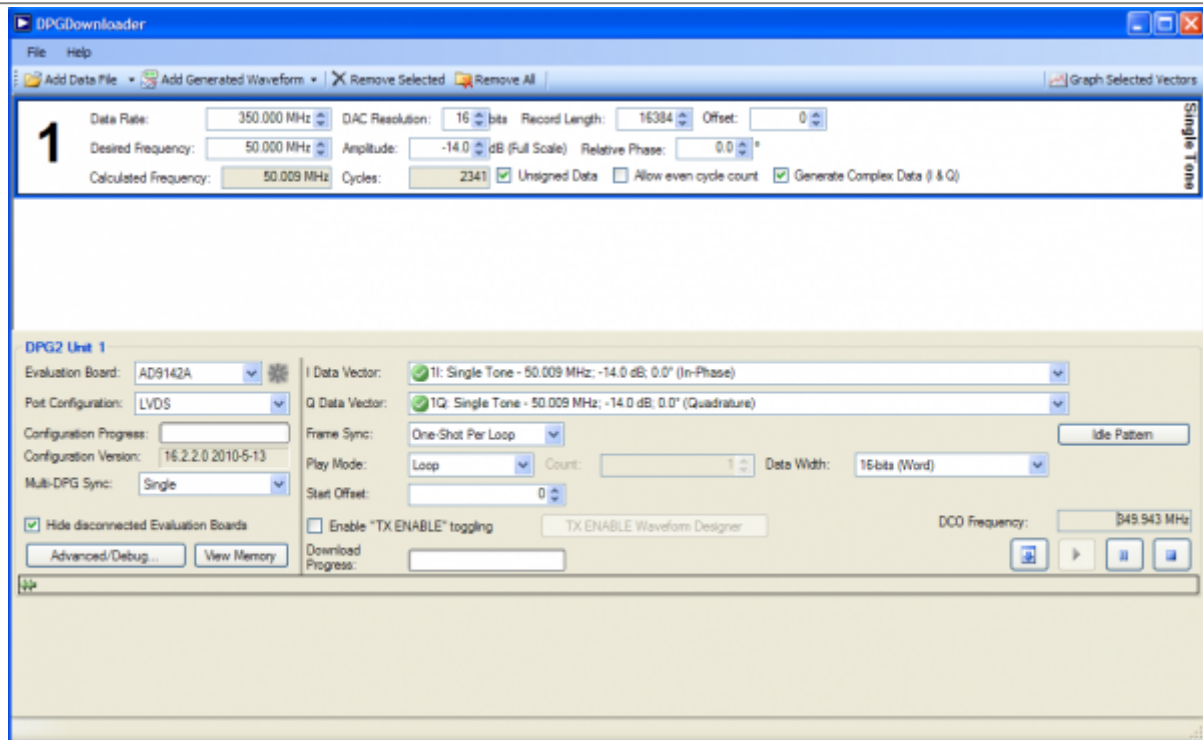 DPGDownloader
File Help
Add Data File Add Generated Waveform Remove Selected Remove All Graph Selected Vectors
1
Data Rate: 350.000 MHz DAC Resolution: 16 bits Record Length: 16384 Offset: 0
Desired Frequency: 50.000 MHz Amplitude: -14.0 dB (Full Scale) Relative Phase: 0.0 °
Calculated Frequency: 50.009 MHz Cycles: 2341 Unsigned Data Allow even cycle count Generate Complex Data (I & Q)
Single Tone
DPG2 Unit 1
Evaluation Board: AD9142A I Data Vector: 1I: Single Tone - 50.009 MHz; -14.0 dB; 0.0° (In-Phase)
Port Configuration: LVDS Q Data Vector: 1Q: Single Tone - 50.009 MHz; -14.0 dB; 0.0° (Quadrature)
Configuration Progress: Frame Sync: One-Shot Per Loop Idle Pattern
Configuration Version: 16.2.2.0 2010-5-13
Play Mode: Loop Count: 1 Data Width: 16-bits (Word)
Multi-DPG Sync: Single
Start Offset: 0
Hide disconnected Evaluation Boards Enable "TX ENABLE" toggling TX ENABLE Waveform Designer DCO Frequency: 349.943 MHz
Advanced/Debug... View Memory Download Progress: